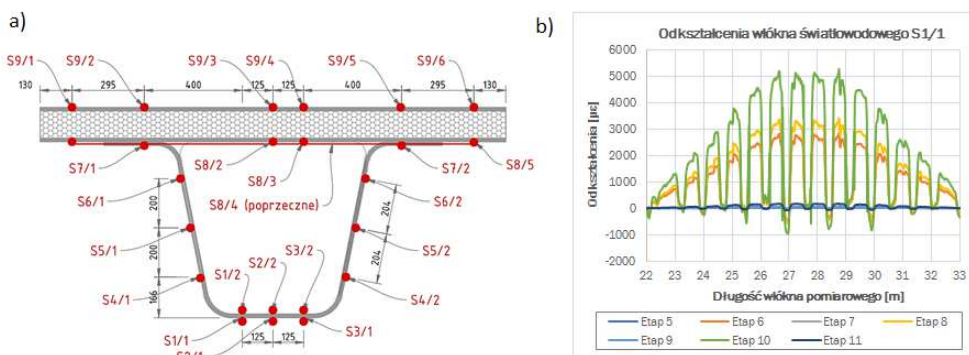 a)
S9/1
S9/2
S9/3
S9/4
S9/5
S9/6
130
295
400
125
125
400
295
130
S7/1
S8/2
S8/3
S7/2
S8/5
S6/1
S8/4 (poprzeczne)
S6/2
200
204
S5/1
S5/2
200
204
S1/2
S2/2
S3/2
S4/1
S4/2
166
S1/1
125
125
S3/1
b)
Odkształcenia włókna światłowodowego S1/1
Odkształcenia [με]
6000
5000
4000
3000
2000
1000
0
-1000
-2000
22 23 24 25 26 27 28 29 30 31 32 33
Długość włókna pomiarowego [m]
Etap 5
Etap 6
Etap 7
Etap 8
Etap 9
Etap 10
Etap 11